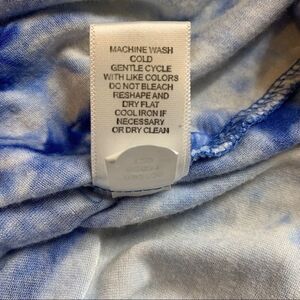 MACHINE WASH
COLD
GENTLE CYCLE
WITH LIKE COLORS
DO NOT BLEACH
RESHAPE AND
DRY FLAT
COOL IRON IF
NECESSARY
OR DRY CLEAN